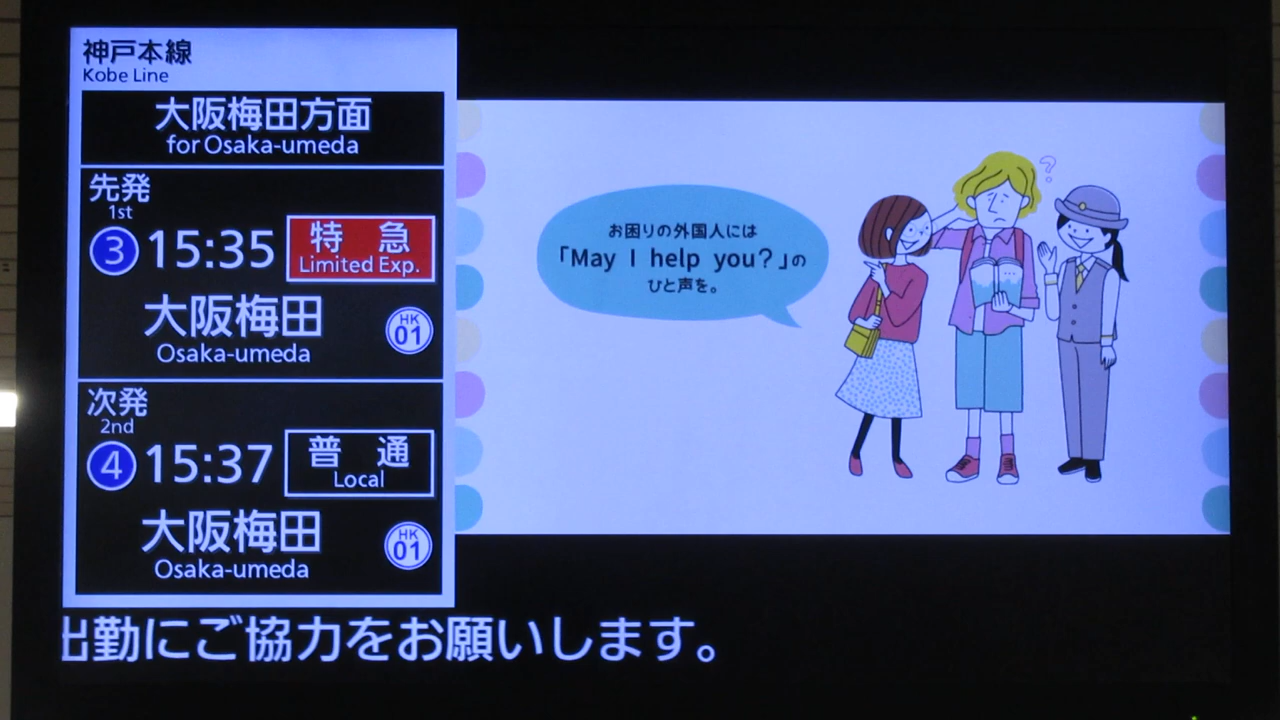 神戸本線
Kobe Line
大阪梅田方面
for Osaka-umeda
先発
1st
3 15:35 特急
Limited Exp.
大阪梅田
Osaka-umeda
HK
01
次発
2nd
4 15:37 普通
Local
大阪梅田
Osaka-umeda
HK
01
お困りの外国人には
「May I help you?」の
ひと声を。
?
出勤にご協力をお願いします。